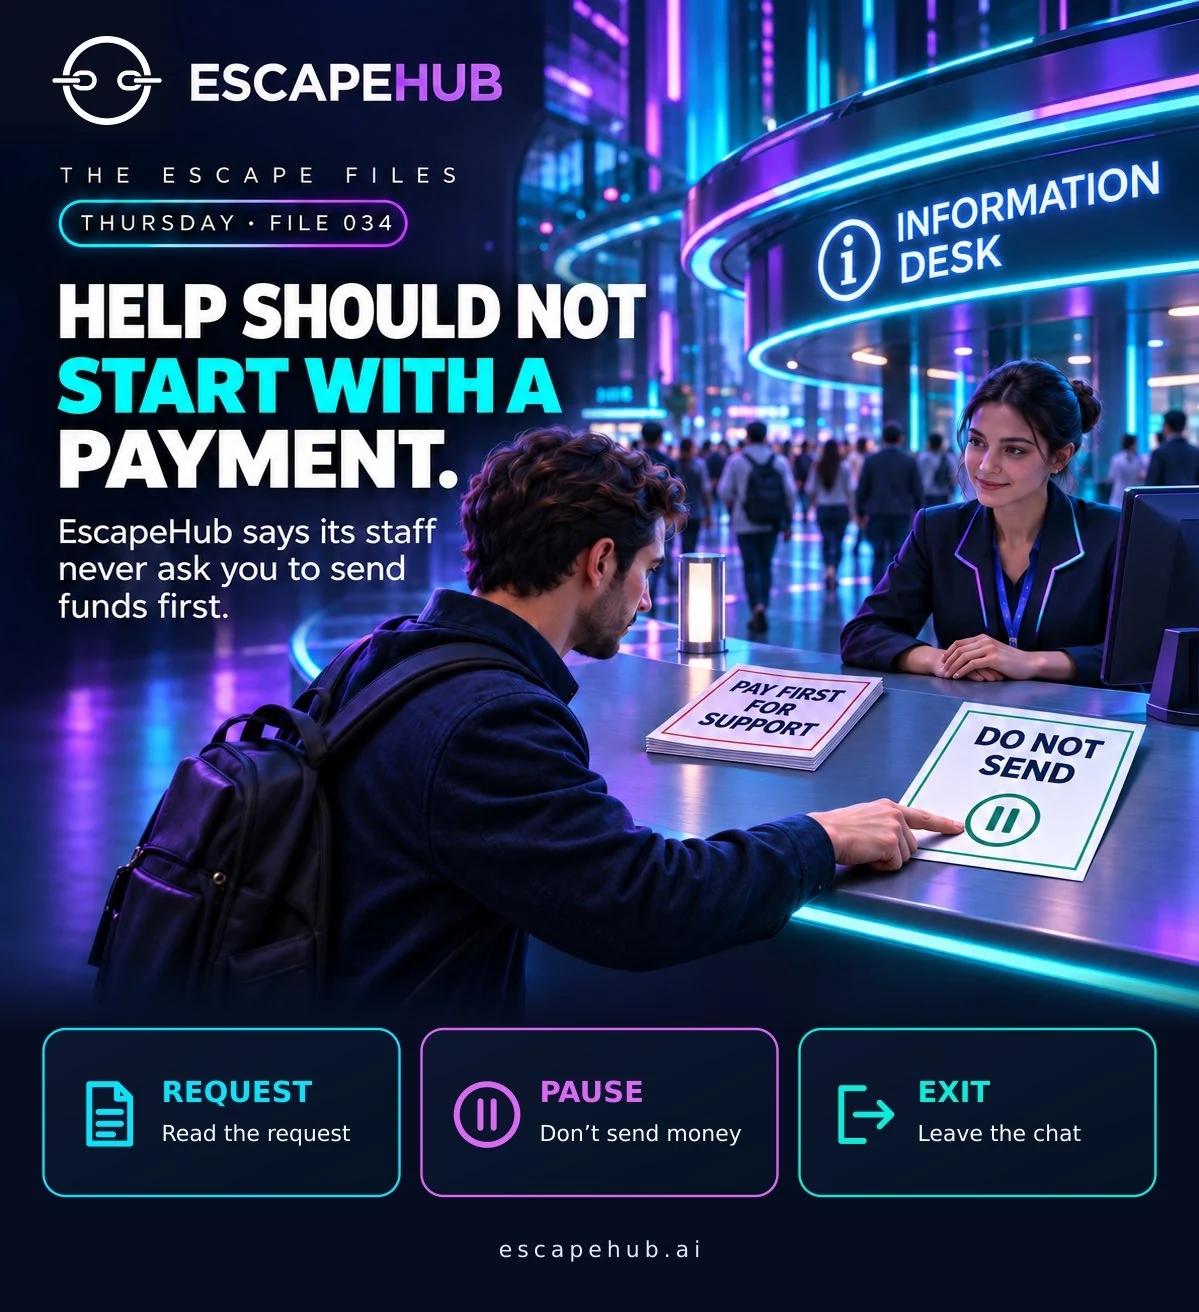 ESCAPEHUB
THE ESCAPE FILES
THURSDAY • FILE 034
HELP SHOULD NOT
START WITH A
PAYMENT.
EscapeHub says its staff
never ask you to send
funds first.
INFORMATION
DESK
PAY FIRST
FOR
SUPPORT
DO NOT
SEND
REQUEST
Read the request
PAUSE
Don’t send money
EXIT
Leave the chat
escapehub.ai